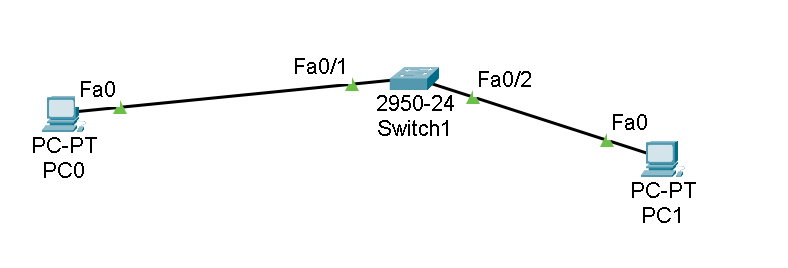 Fa0
PC-PT
PC0
Fa0/1
2950-24
Switch1
Fa0/2
Fa0
PC-PT
PC1